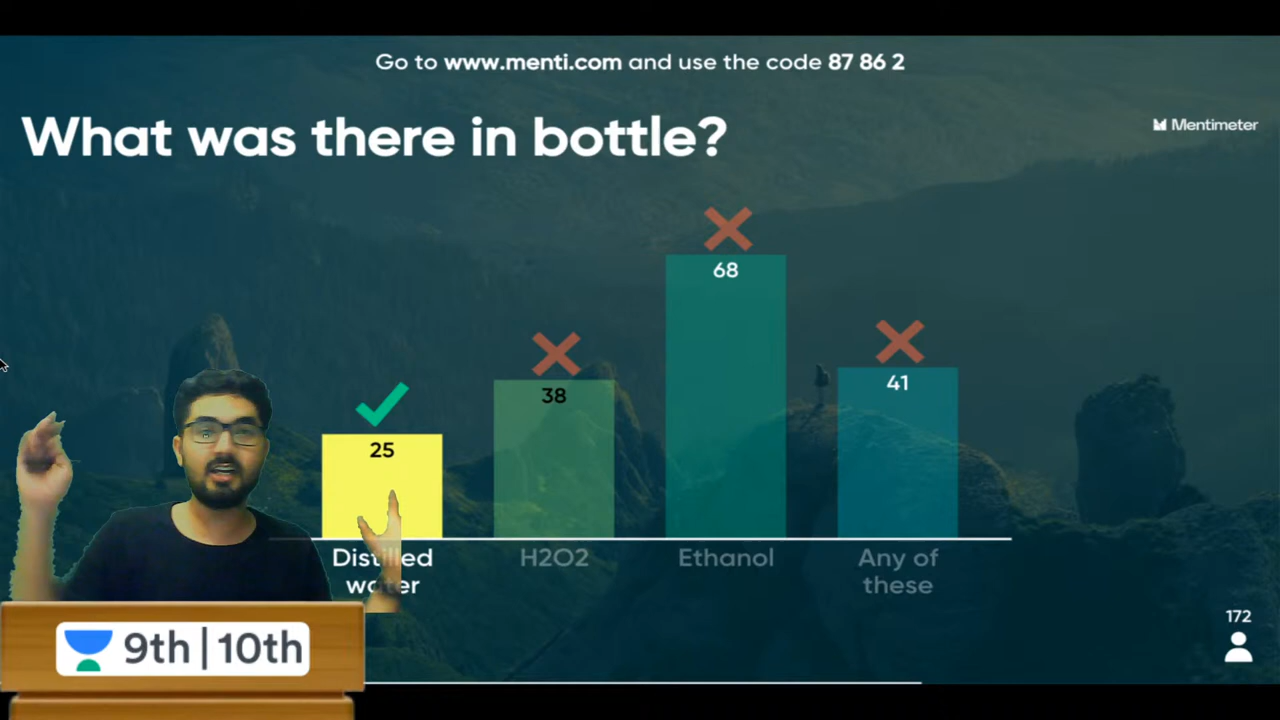 Go to www.menti.com and use the code 87 86 2
What was there in bottle?
Mentimeter
68
41
38
25
Distilled
water
H2O2
Ethanol
Any of
these
172
9th | 10th